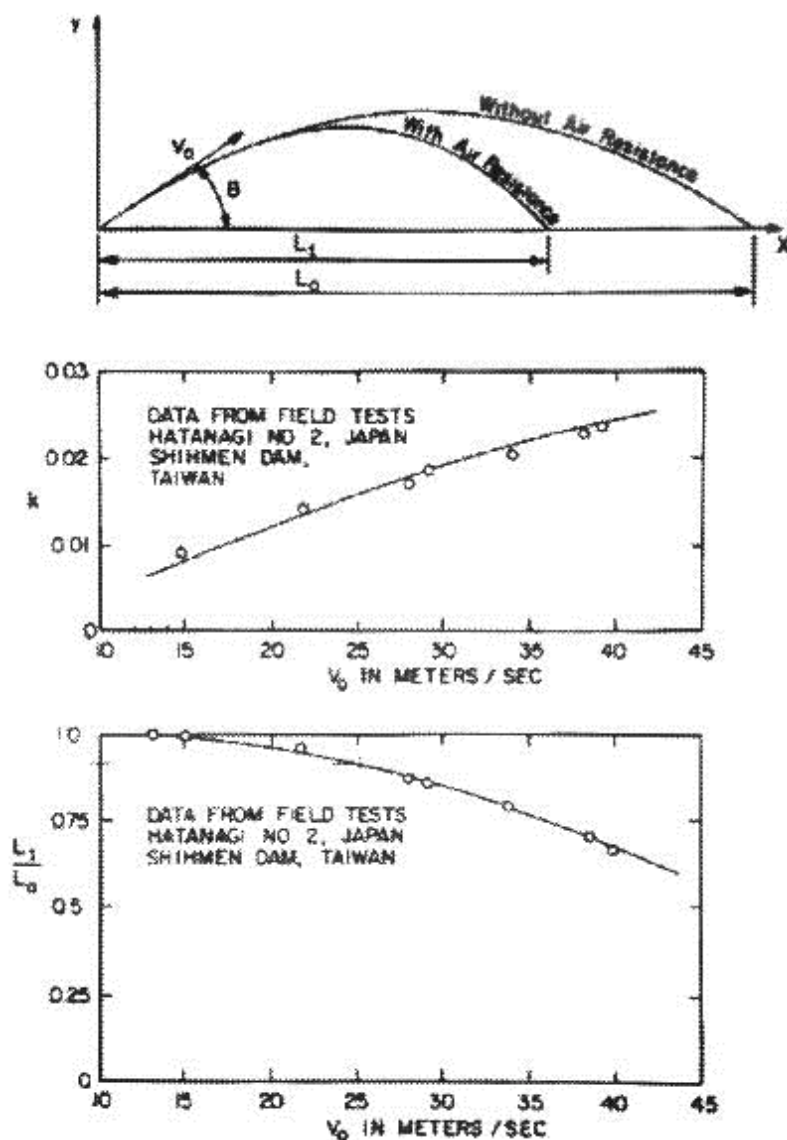 y
Without Air Resistence
With Air Resistence
V₀
B
X
L₁
L₀
0.03
DATA FROM FIELD TESTS
HATANAGI NO 2, JAPAN
SHIHMEN DAM,
TAIWAN
0.02
0.01
0
10 15 20 25 30 35 40 45
V₀ IN METERS / SEC
1.0
0.75
DATA FROM FIELD TESTS
HATANAGI NO 2, JAPAN
SHIHMEN DAM, TAIWAN
L₁
L₀
0.5
0.25
0
10 15 20 25 30 35 40 45
V₀ IN METERS /SEC